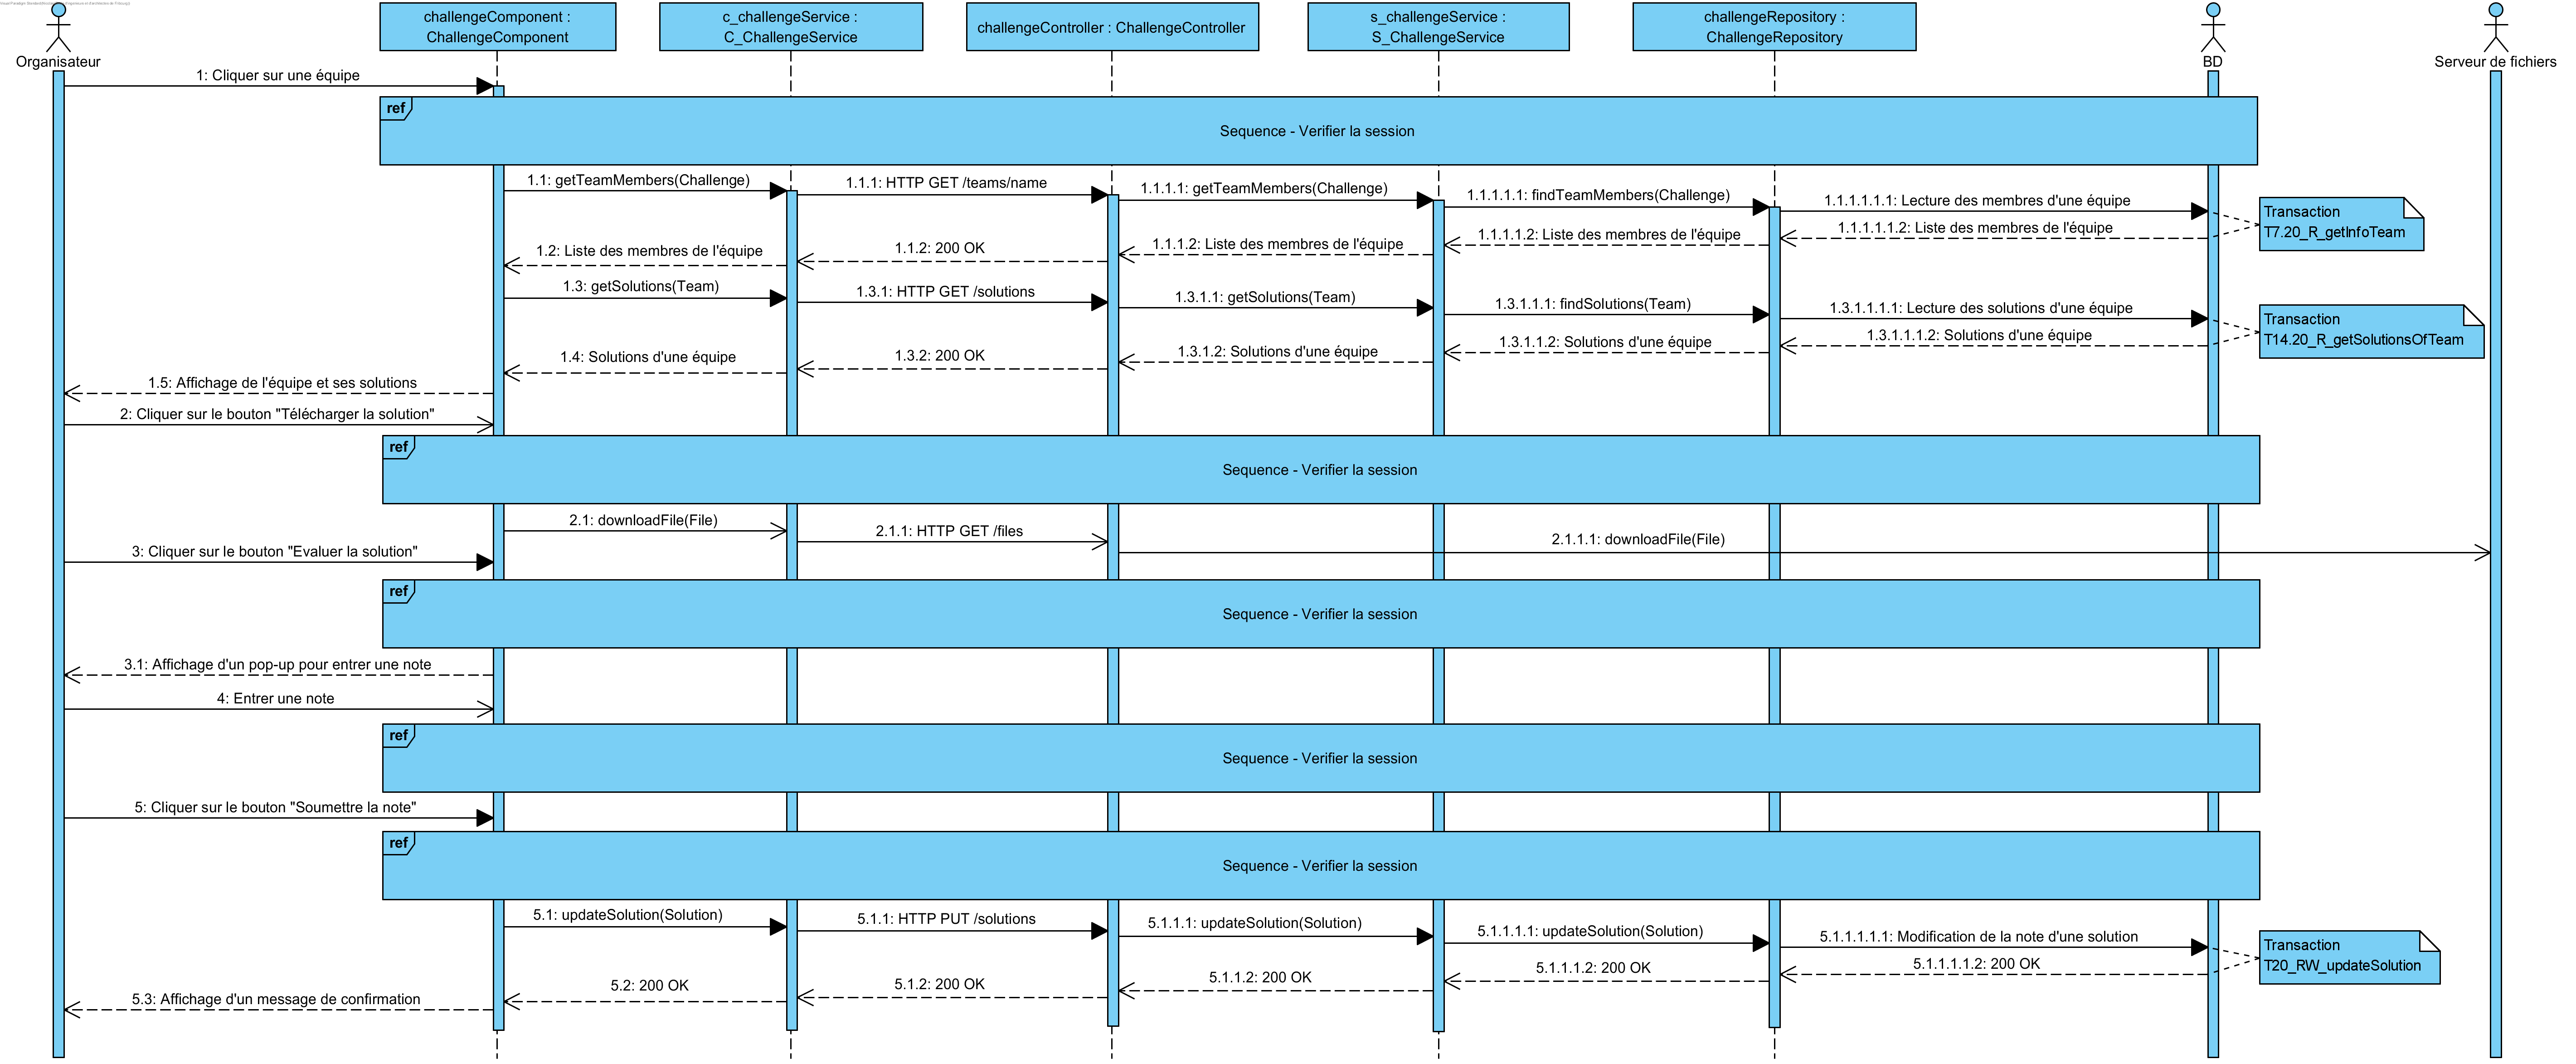 Organisateur
challengeComponent :
ChallengeComponent
c_challengeService :
C_ChallengeService
challengeController : ChallengeController
s_challengeService :
S_ChallengeService
challengeRepository :
ChallengeRepository
BD
Serveur de fichiers
1: Cliquer sur une équipe
ref
Sequence - Verifier la session
1.1: getTeamMembers(Challenge)
1.1.1: HTTP GET /teams/name
1.1.1.1: getTeamMembers(Challenge)
1.1.1.1.1: findTeamMembers(Challenge)
1.1.1.1.1.1: Lecture des membres d'une équipe
Transaction
T7.20_R_getInfoTeam
1.1.1.1.1.2: Liste des membres de l'équipe
1.1.1.1.2: Liste des membres de l'équipe
1.1.1.2: Liste des membres de l'équipe
1.1.2: 200 OK
1.2: Liste des membres de l'équipe
1.3: getSolutions(Team)
1.3.1: HTTP GET /solutions
1.3.1.1: getSolutions(Team)
1.3.1.1.1: findSolutions(Team)
1.3.1.1.1.1: Lecture des solutions d'une équipe
Transaction
T14.20_R_getSolutionsOfTeam
1.3.1.1.1.2: Solutions d'une équipe
1.3.1.1.2: Solutions d'une équipe
1.3.1.2: Solutions d'une équipe
1.3.2: 200 OK
1.4: Solutions d'une équipe
1.5: Affichage de l'équipe et ses solutions
2: Cliquer sur le bouton "Télécharger la solution"
ref
Sequence - Verifier la session
2.1: downloadFile(File)
2.1.1: HTTP GET /files
2.1.1.1: downloadFile(File)
3: Cliquer sur le bouton "Evaluer la solution"
ref
Sequence - Verifier la session
3.1: Affichage d'un pop-up pour entrer une note
4: Entrer une note
ref
Sequence - Verifier la session
5: Cliquer sur le bouton "Soumettre la note"
ref
Sequence - Verifier la session
5.1: updateSolution(Solution)
5.1.1: HTTP PUT /solutions
5.1.1.1: updateSolution(Solution)
5.1.1.1.1: updateSolution(Solution)
5.1.1.1.1.1: Modification de la note d'une solution
Transaction
T20_RW_updateSolution
5.1.1.1.1.2: 200 OK
5.1.1.1.2: 200 OK
5.1.1.2: 200 OK
5.1.2: 200 OK
5.2: 200 OK
5.3: Affichage d'un message de confirmation